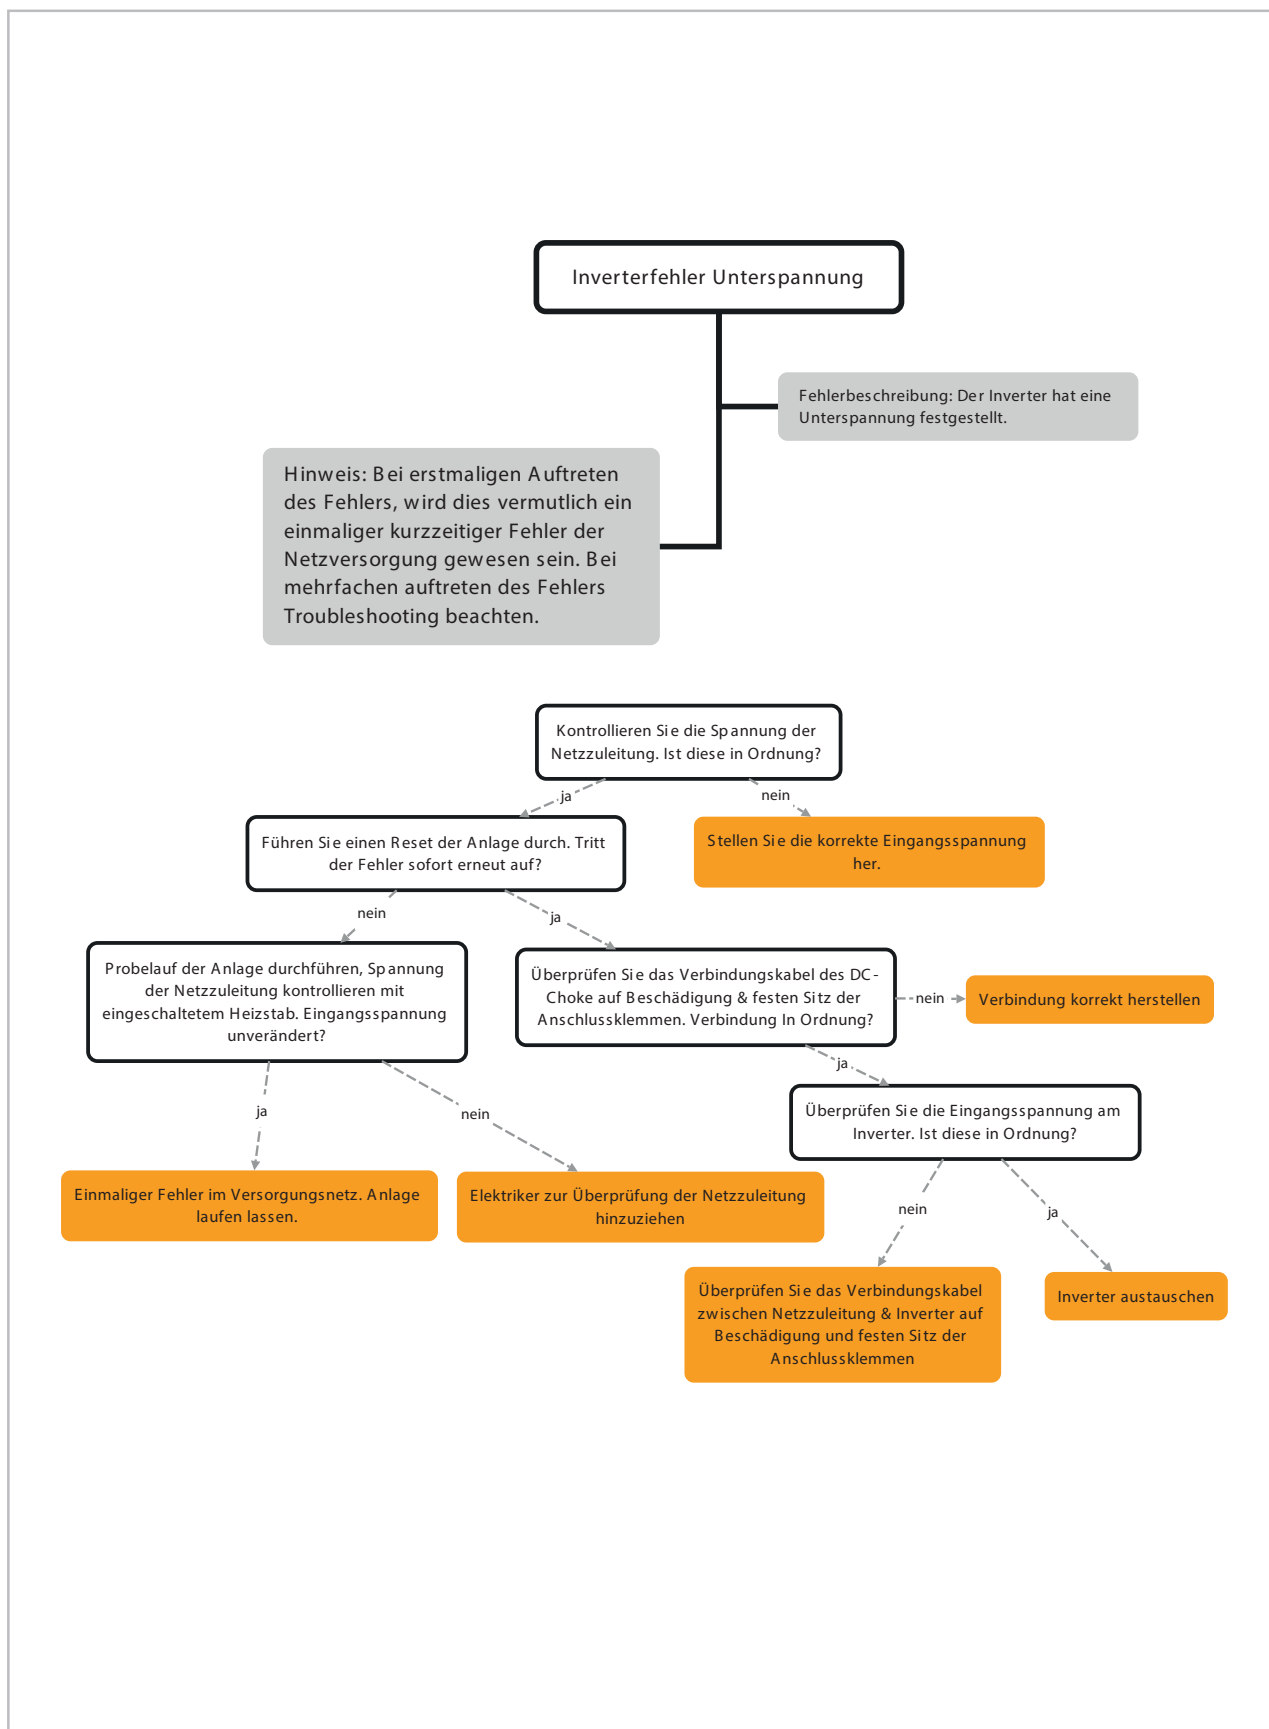 Inverterfehler Unterspannung
Fehlerbeschreibung: Der Inverter hat eine
Unterspannung festgestellt.
Hinweis: Bei erstmaligen Auftreten
des Fehlers, wird dies vermutlich ein
einmaliger kurzzeitiger Fehler der
Netzversorgung gewesen sein. Bei
mehrfachen auftreten des Fehlers
Troubleshooting beachten.
Kontrollieren Sie die Spannung der
Netzzuleitung. Ist diese in Ordnung?
ja
nein
Führen Sie einen Reset der Anlage durch. Tritt
der Fehler sofort erneut auf?
Stellen Sie die korrekte Eingangsspannung
her.
nein
ja
Probelauf der Anlage durchführen, Spannung
der Netzzuleitung kontrollieren mit
eingeschaltetem Heizstab. Eingangsspannung
unverändert?
Überprüfen Sie das Verbindungskabel des DC-
Choke auf Beschädigung & festen Sitz der
Anschlussklemmen. Verbindung In Ordnung?
nein
Verbindung korrekt herstellen
ja
Überprüfen Sie die Eingangsspannung am
Inverter. Ist diese in Ordnung?
ja
nein
Einmaliger Fehler im Versorgungsnetz. Anlage
laufen lassen.
Elektriker zur Überprüfung der Netzzuleitung
hinzuziehen
nein
ja
Überprüfen Sie das Verbindungskabel
zwischen Netzzuleitung & Inverter auf
Beschädigung und festen Sitz der
Anschlussklemmen
Inverter austauschen